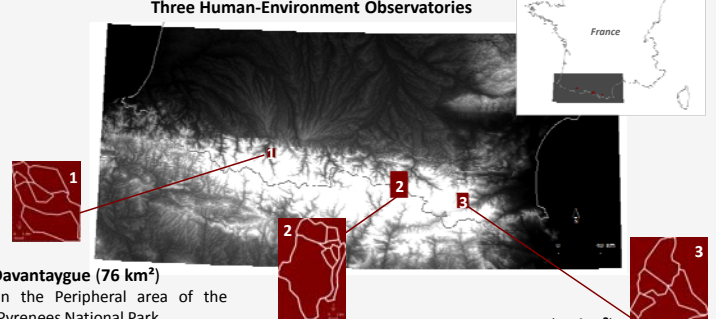 Three Human-Environment Observatories
France
1
1
2
3
2
3
Davantaygue (76 km²)
in the Peripheral area of the
Pyrenees National Park